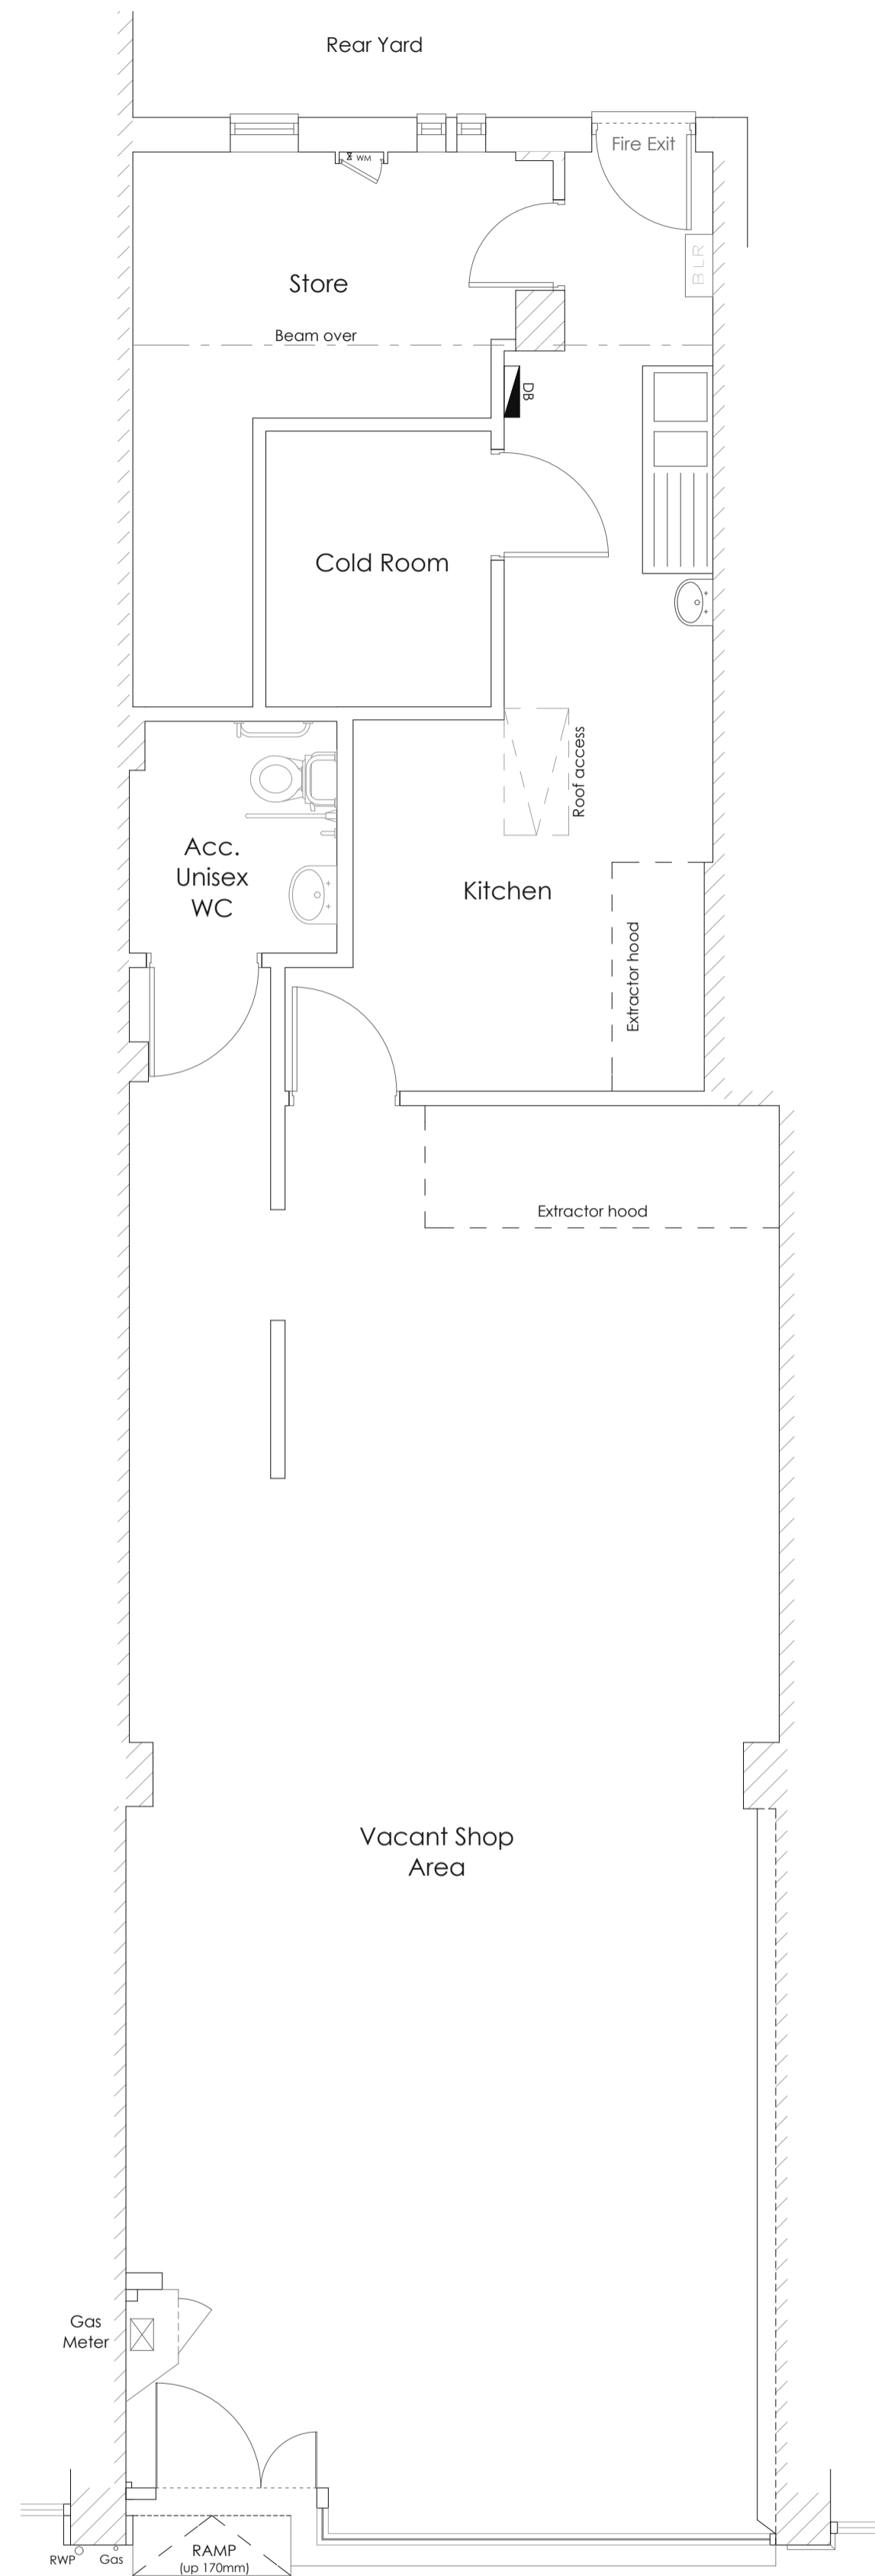 Rear Yard
Fire Exit
WM
BLR
Store
Beam over
DB
Cold Room
Roof access
Acc.
Unisex
WC
Kitchen
Extractor hood
Extractor hood
Vacant Shop
Area
Gas
Meter
RWP
Gas
RAMP
(up 170mm)